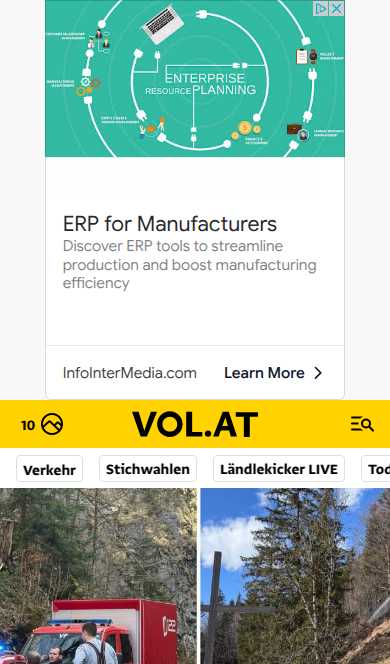 ENTERPRISE
RESOURCE PLANNING
ERP for Manufacturers
Discover ERP tools to streamline
production and boost manufacturing
efficiency
InfoInterMedia.com
Learn More
10
VOL.AT
Verkehr
Stichwahlen
Ländlekicker LIVE
Tod